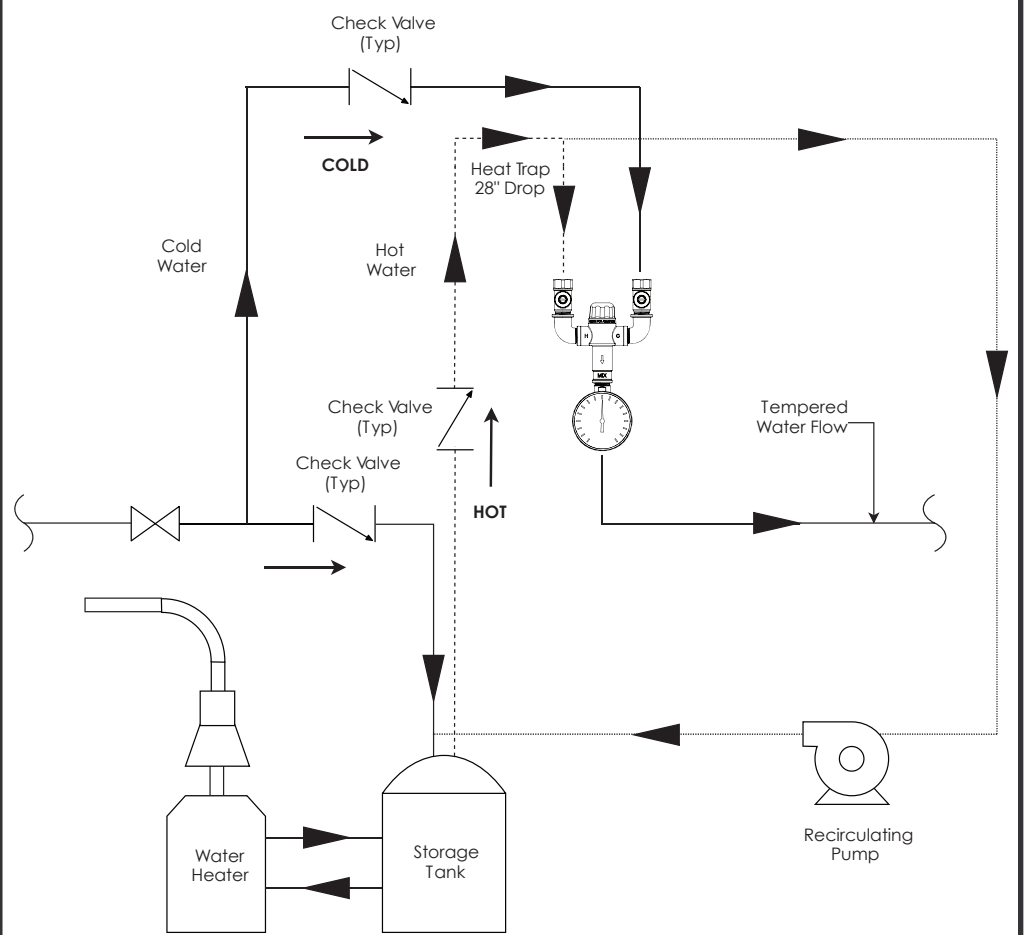 Check Valve
(Typ)
COLD
Heat Trap
28" Drop
Cold
Water
Hot
Water
H
C
MIX
Check Valve
(Typ)
Tempered
Water Flow
Check Valve
(Typ)
HOT
Water
Heater
Storage
Tank
Recirculating
Pump